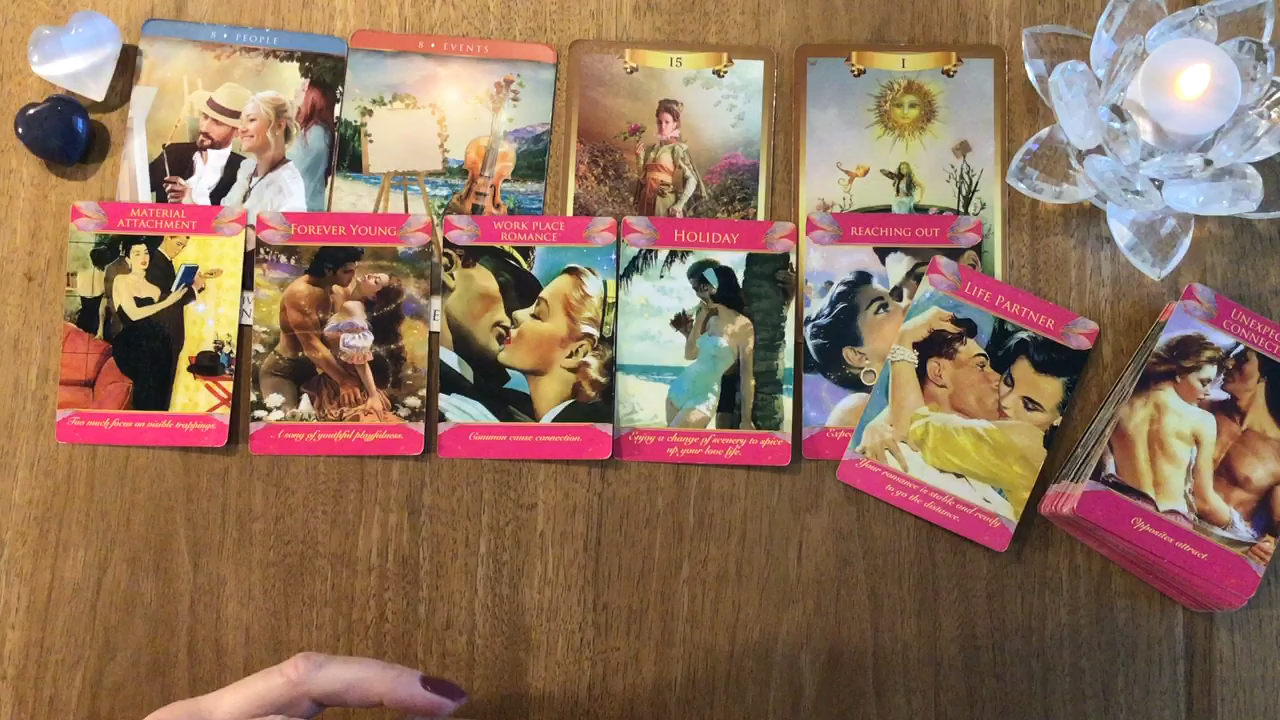 8 • PEOPLE
8 • EVENTS
15
I
MATERIAL
ATTACHMENT
Too much focus on visible trappings.
FOREVER YOUNG
A song of youthful playfulness.
WORK PLACE
ROMANCE
Common cause connection.
HOLIDAY
Enjoy a change of scenery to spice
up your love life.
REACHING OUT
LIFE PARTNER
Your romance is stable and ready
to go the distance.
Opposites attract.